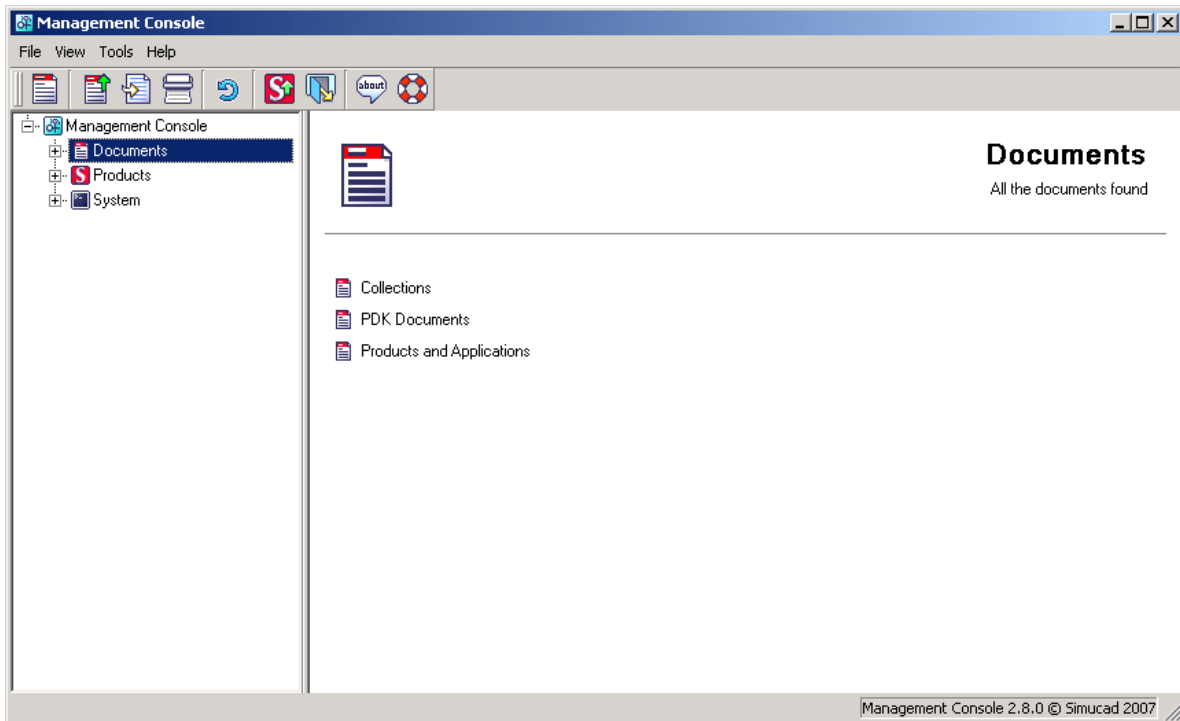 Management Console
File View Tools Help
S about
Management Console
Documents
S Products
System
Documents
All the documents found
Collections
PDK Documents
Products and Applications
Management Console 2.8.0 © Simucad 2007